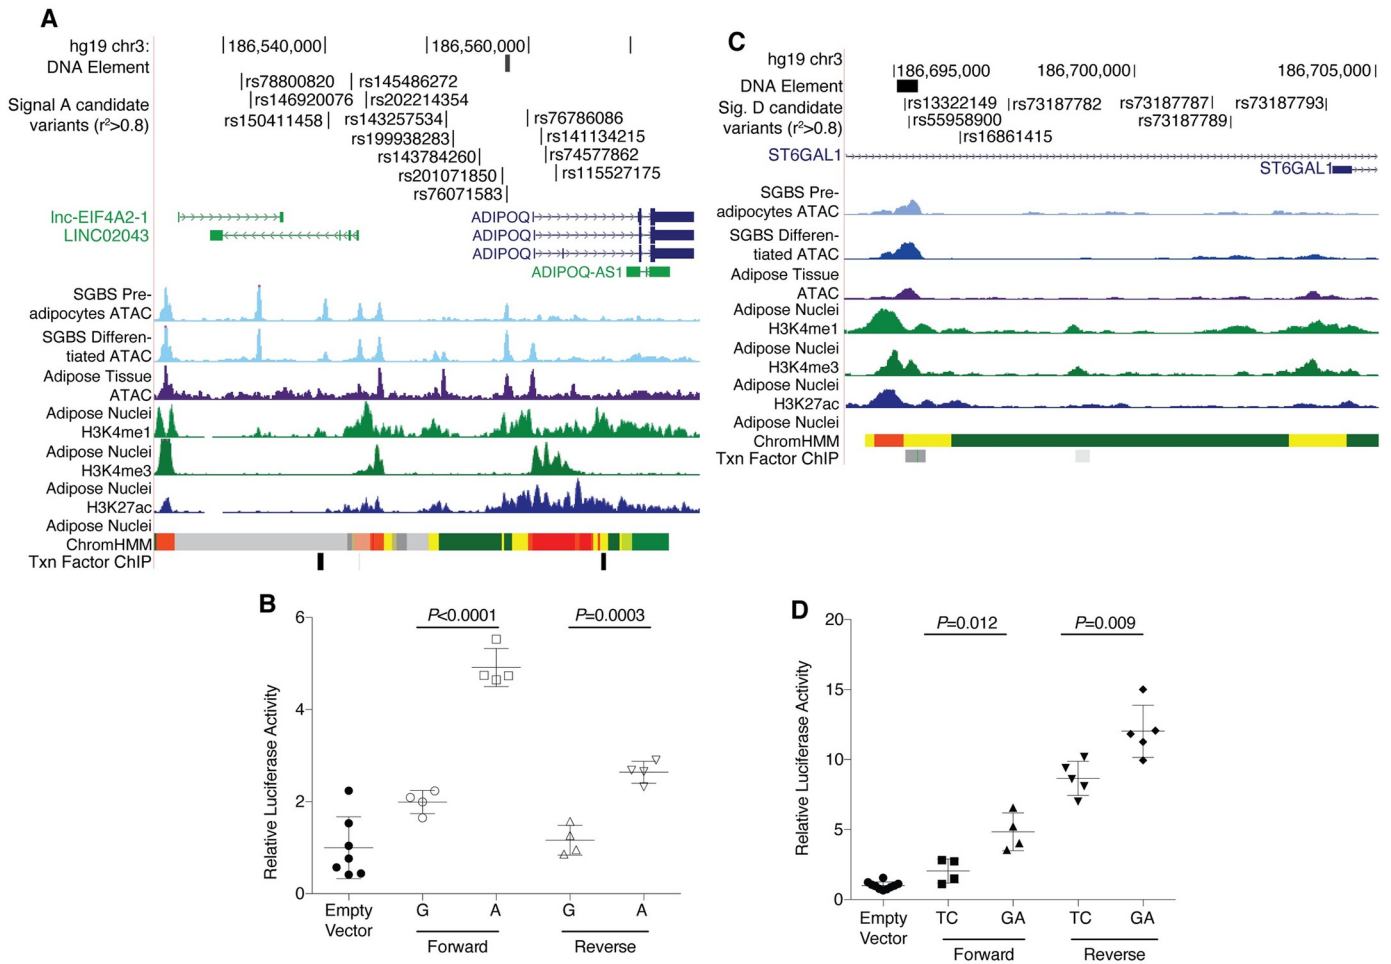 A
hg19 chr3:
186,540,000
186,560,000
DNA Element
Signal A candidate
variants (r²>0.8)
rs78800820
rs145486272
rs146920076
rs202214354
rs150411458
rs143257534
rs76786086
rs199938283
rs141134215
rs143784260
rs74577862
rs201071850
rs115527175
rs76071583
lnc-EIF4A2-1
LINC02043
ADIPOQ
ADIPOQ
ADIPOQ
ADIPOQ-AS1
SGBS Pre-
adipocytes ATAC
SGBS Differen-
tiated ATAC
Adipose Tissue
ATAC
Adipose Nuclei
H3K4me1
Adipose Nuclei
H3K4me3
Adipose Nuclei
H3K27ac
Adipose Nuclei
ChromHMM
Txn Factor ChIP
B
Relative Luciferase Activity
6
4
2
0
P<0.0001
P=0.0003
Empty
Vector
G
A
G
A
Forward
Reverse
C
hg19 chr3
186,695,000
186,700,000
186,705,000
DNA Element
Sig. D candidate
variants (r²>0.8)
rs13322149
rs73187782
rs73187787
rs73187793
rs55958900
rs73187789
rs16861415
ST6GAL1
ST6GAL1
SGBS Pre-
adipocytes ATAC
SGBS Differen-
tiated ATAC
Adipose Tissue
ATAC
Adipose Nuclei
H3K4me1
Adipose Nuclei
H3K4me3
Adipose Nuclei
H3K27ac
Adipose Nuclei
ChromHMM
Txn Factor ChIP
D
Relative Luciferase Activity
20
15
10
5
0
P=0.012
P=0.009
Empty
Vector
TC
GA
TC
GA
Forward
Reverse